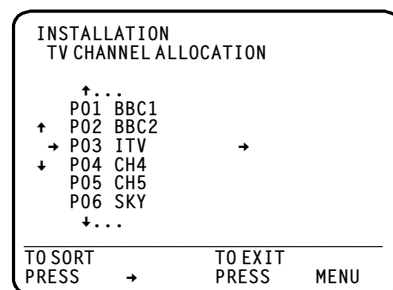 INSTALLATION
TV CHANNEL ALLOCATION
↑...
P01 BBC1
↑ P02 BBC2
→ P03 ITV →
↓ P04 CH4
P05 CH5
P06 SKY
↓...
TO SORT TO EXIT
PRESS → PRESS MENU